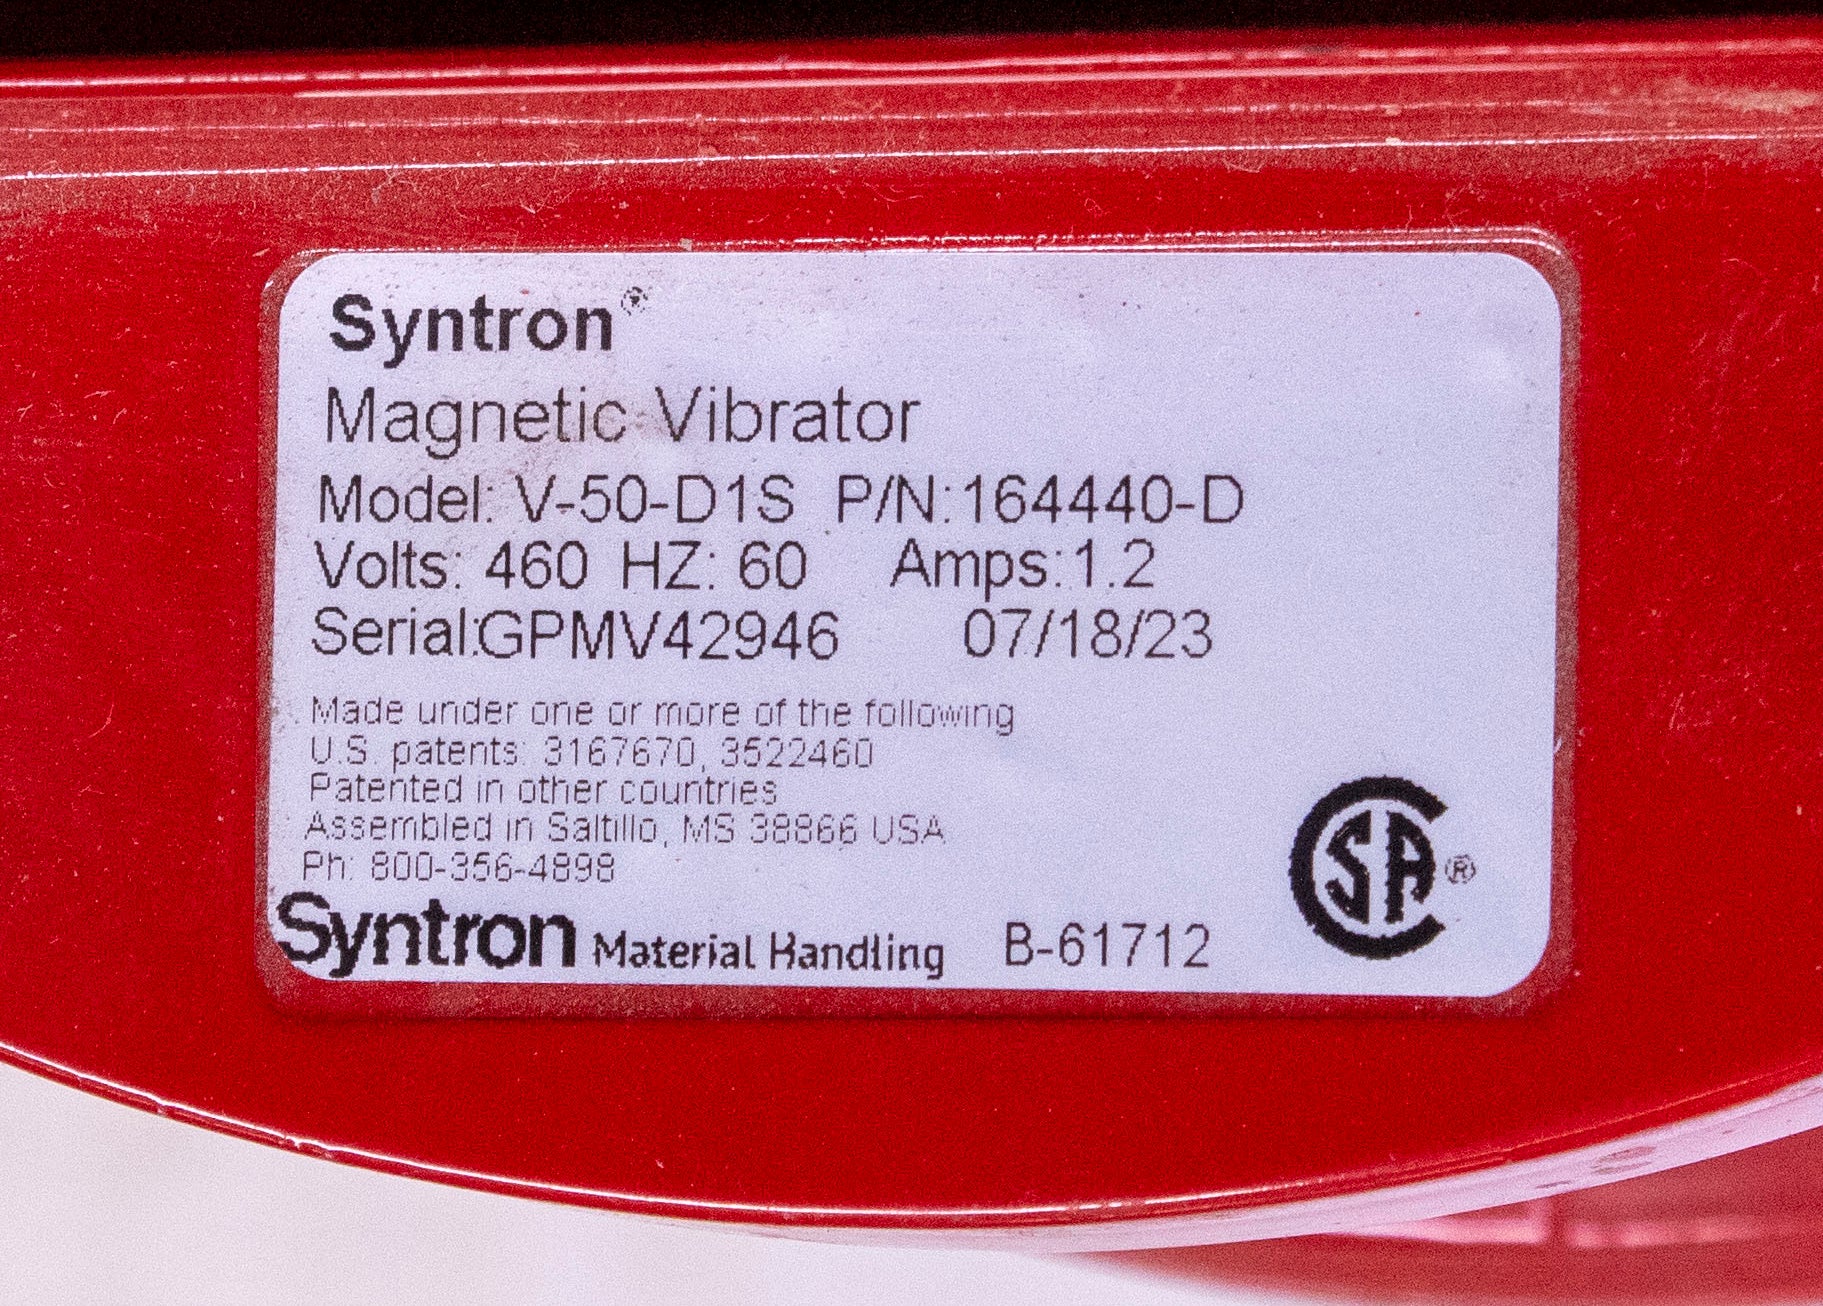 Syntron®
Magnetic Vibrator
Model: V-50-D1S P/N:164440-D
Volts: 460 HZ: 60 Amps:1.2
Serial:GPMV42946 07/18/23
Made under one or more of the following
U.S. patents: 3167670, 3522460
Patented in other countries
Assembled in Saltillo, MS 38866 USA
Ph: 800-356-4898
Syntron Material Handling B-61712
CSA®